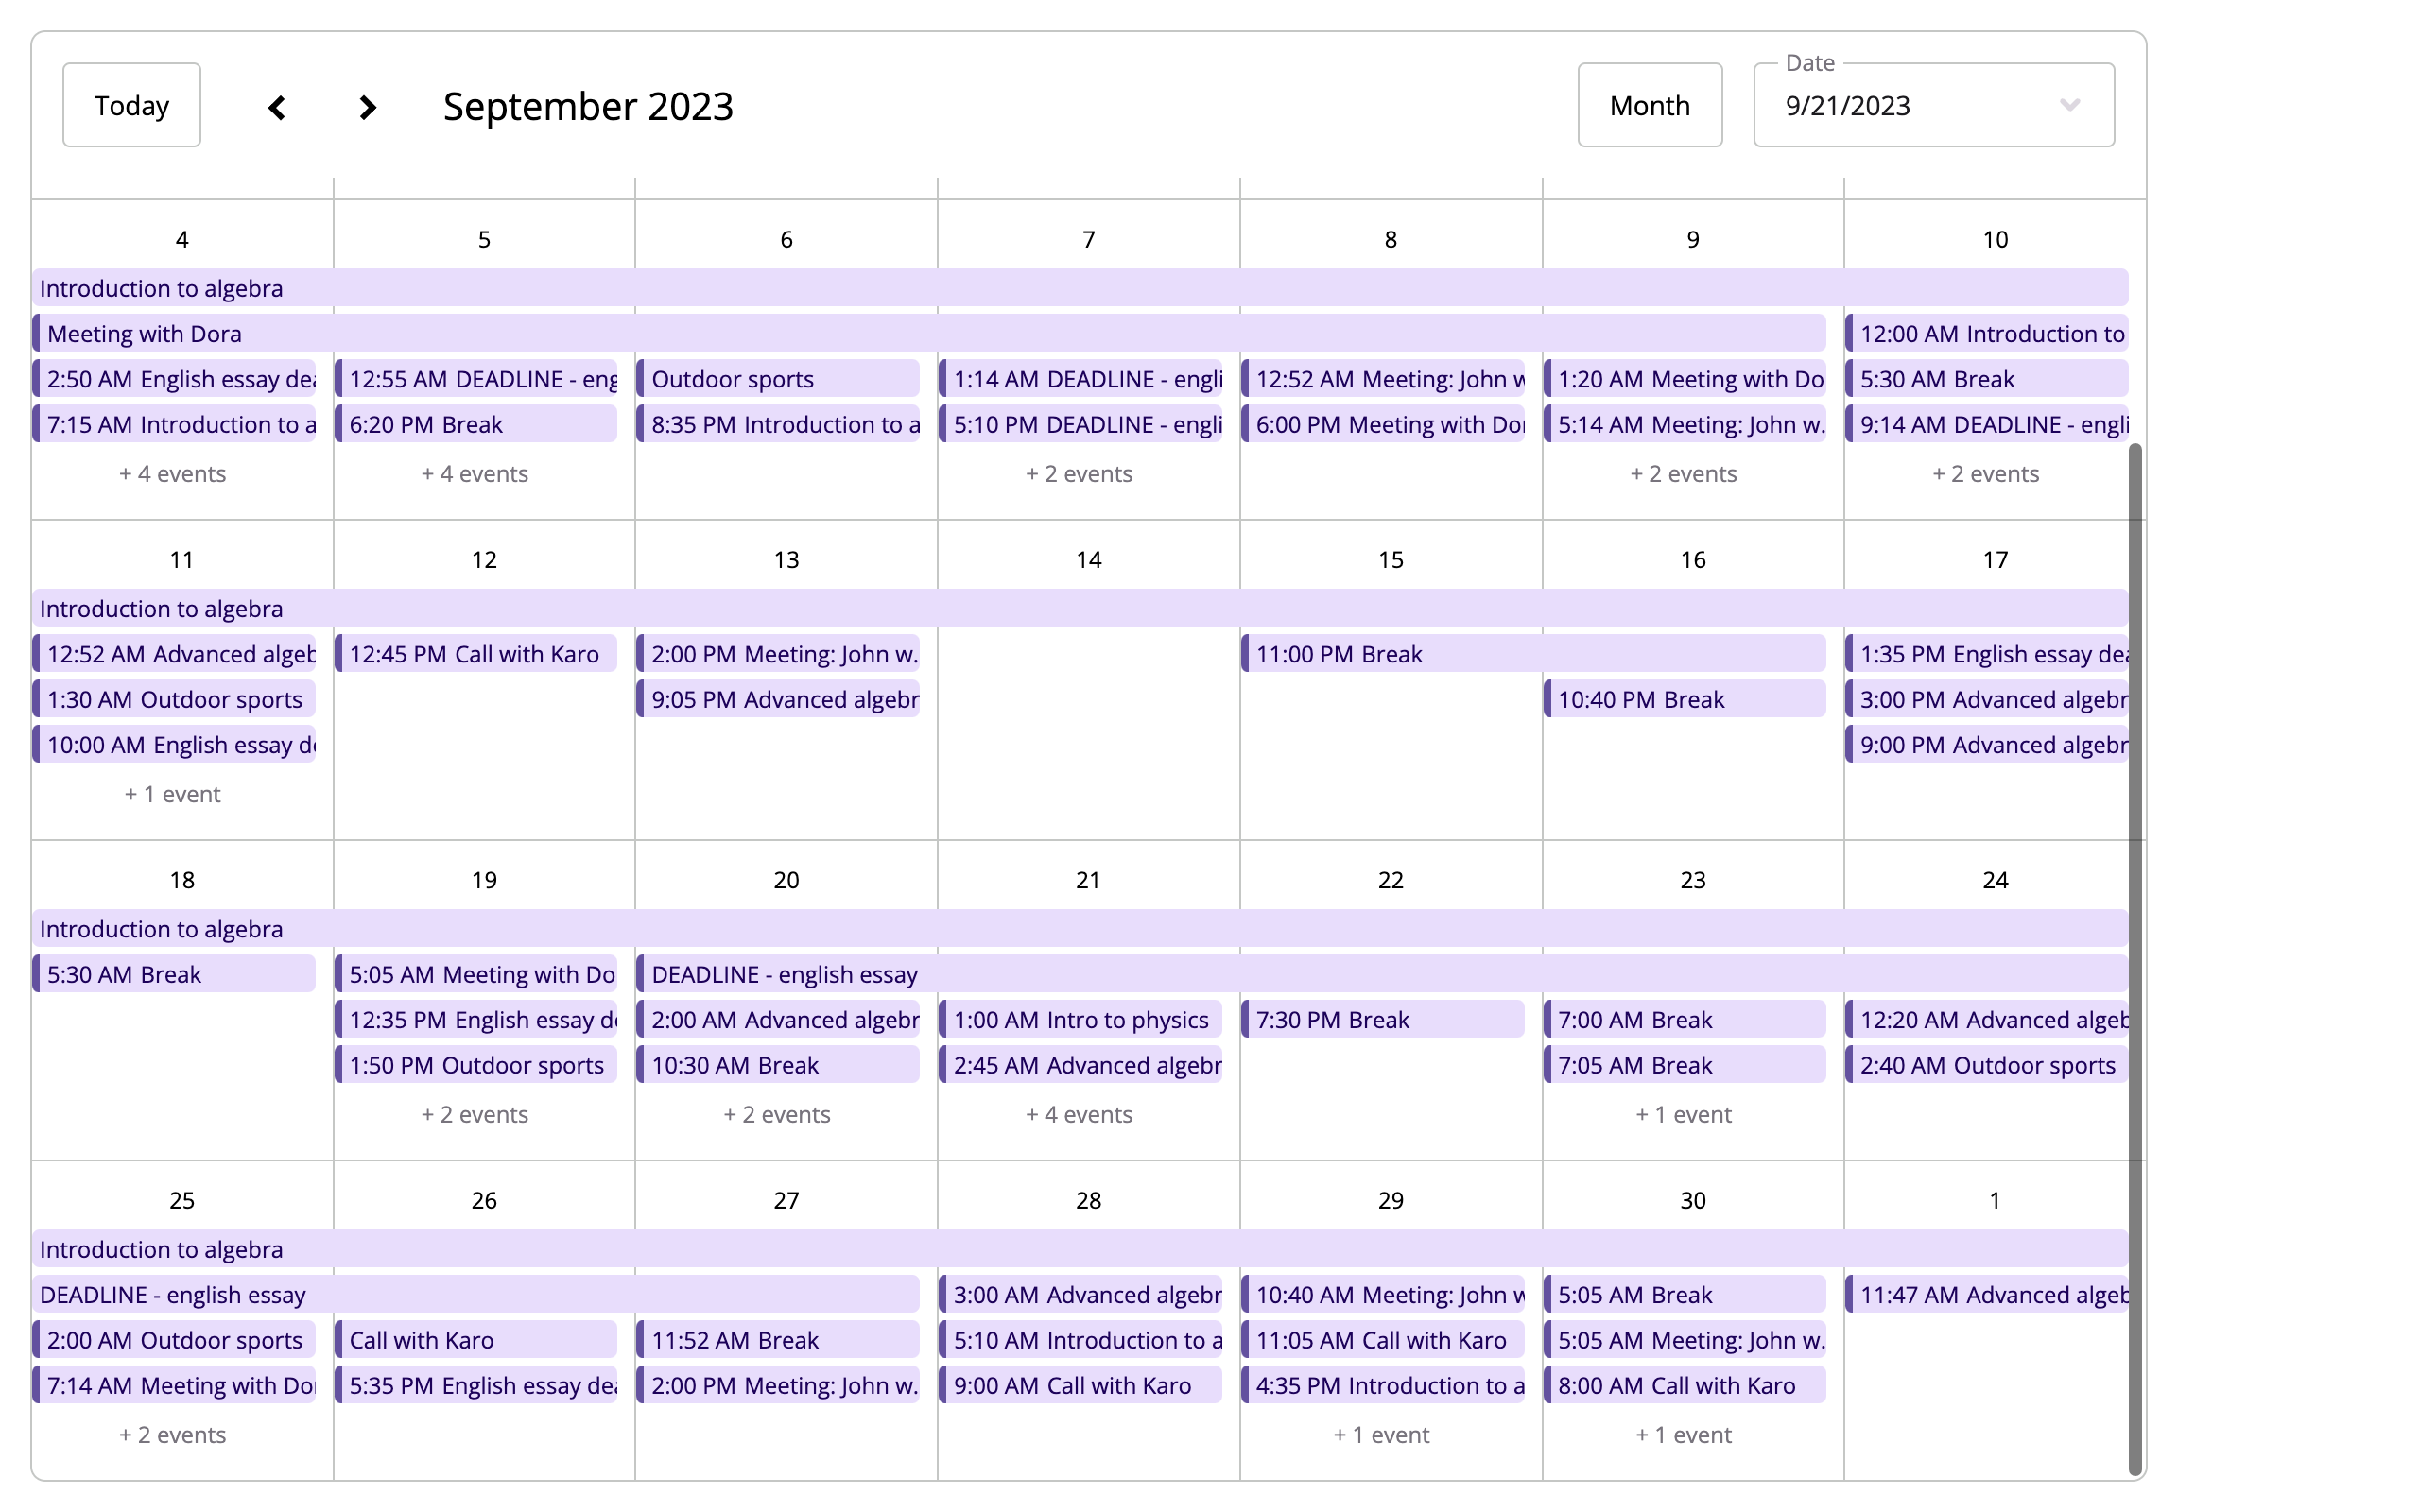 Today
September 2023
Month
Date
9/21/2023
4 5 6 7 8 9 10
Introduction to algebra
Meeting with Dora 12:00 AM Introduction to
2:50 AM English essay 12:55 AM DEADLINE - eng Outdoor sports 1:14 AM DEADLINE - engli 12:52 AM Meeting: John 1:20 AM Meeting with Do 5:30 AM Break
7:15 AM Introduction to a 6:20 PM Break 8:35 PM Introduction to a 5:10 PM DEADLINE - engli 6:00 PM Meeting with Do 5:14 AM Meeting: John w. 9:14 AM DEADLINE - engli
+ 4 events + 4 events + 2 events + 2 events + 2 events
11 12 13 14 15 16 17
Introduction to algebra
12:52 AM Advanced algeb 12:45 PM Call with Karo 2:00 PM Meeting: John w. 11:00 PM Break 1:35 PM English essay dea
1:30 AM Outdoor sports 9:05 PM Advanced algebr 10:40 PM Break 3:00 PM Advanced algebr
10:00 AM English essay d 9:00 PM Advanced algebr
+ 1 event
18 19 20 21 22 23 24
Introduction to algebra
5:30 AM Break 5:05 AM Meeting with Do DEADLINE - english essay
12:35 PM English essay d 2:00 AM Advanced algebr 1:00 AM Intro to physics 7:30 PM Break 7:00 AM Break 12:20 AM Advanced algeb
1:50 PM Outdoor sports 10:30 AM Break 2:45 AM Advanced algebr 7:05 AM Break 2:40 AM Outdoor sports
+ 2 events + 2 events + 4 events + 1 event
25 26 27 28 29 30 1
Introduction to algebra
DEADLINE - english essay 3:00 AM Advanced algebr 10:40 AM Meeting: John w 5:05 AM Break 11:47 AM Advanced algeb
2:00 AM Outdoor sports Call with Karo 11:52 AM Break 5:10 AM Introduction to a 11:05 AM Call with Karo 5:05 AM Meeting: John w.
7:14 AM Meeting with Do 5:35 PM English essay dea 2:00 PM Meeting: John w. 9:00 AM Call with Karo 4:35 PM Introduction to a 8:00 AM Call with Karo
+ 2 events + 1 event + 1 event